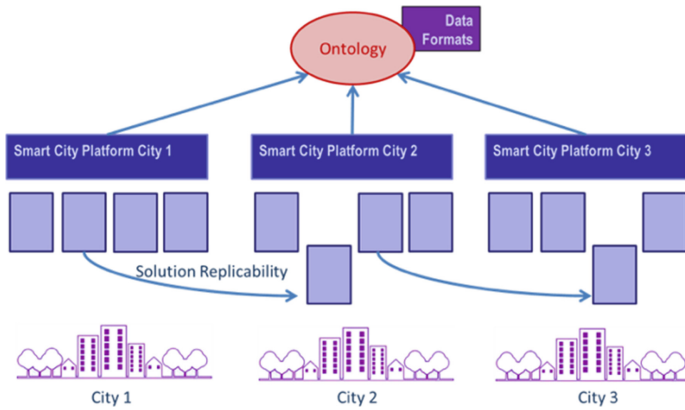 Ontology
Data
Formats
Smart City Platform City 1
Smart City Platform City 2
Smart City Platform City 3
Solution Replicability
City 1
City 2
City 3